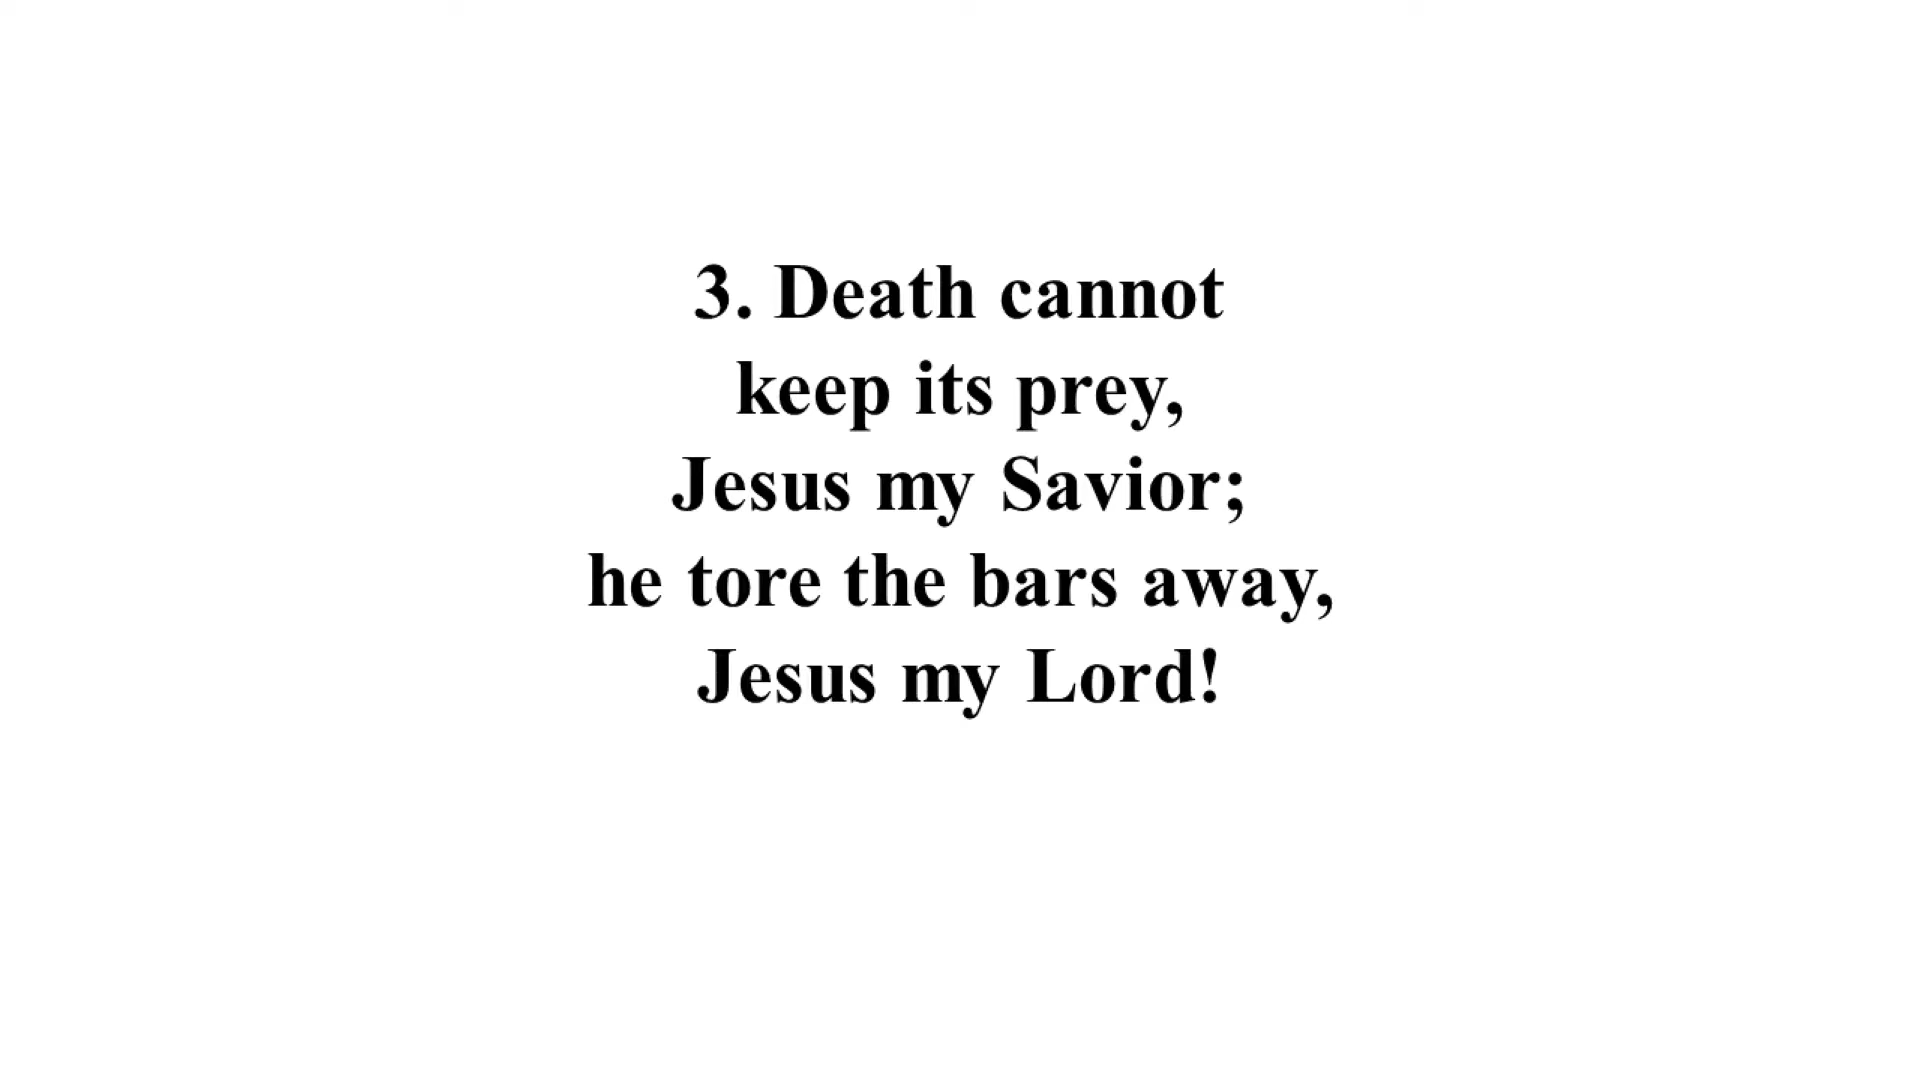 3. Death cannot
keep its prey,
Jesus my Savior;
he tore the bars away,
Jesus my Lord!